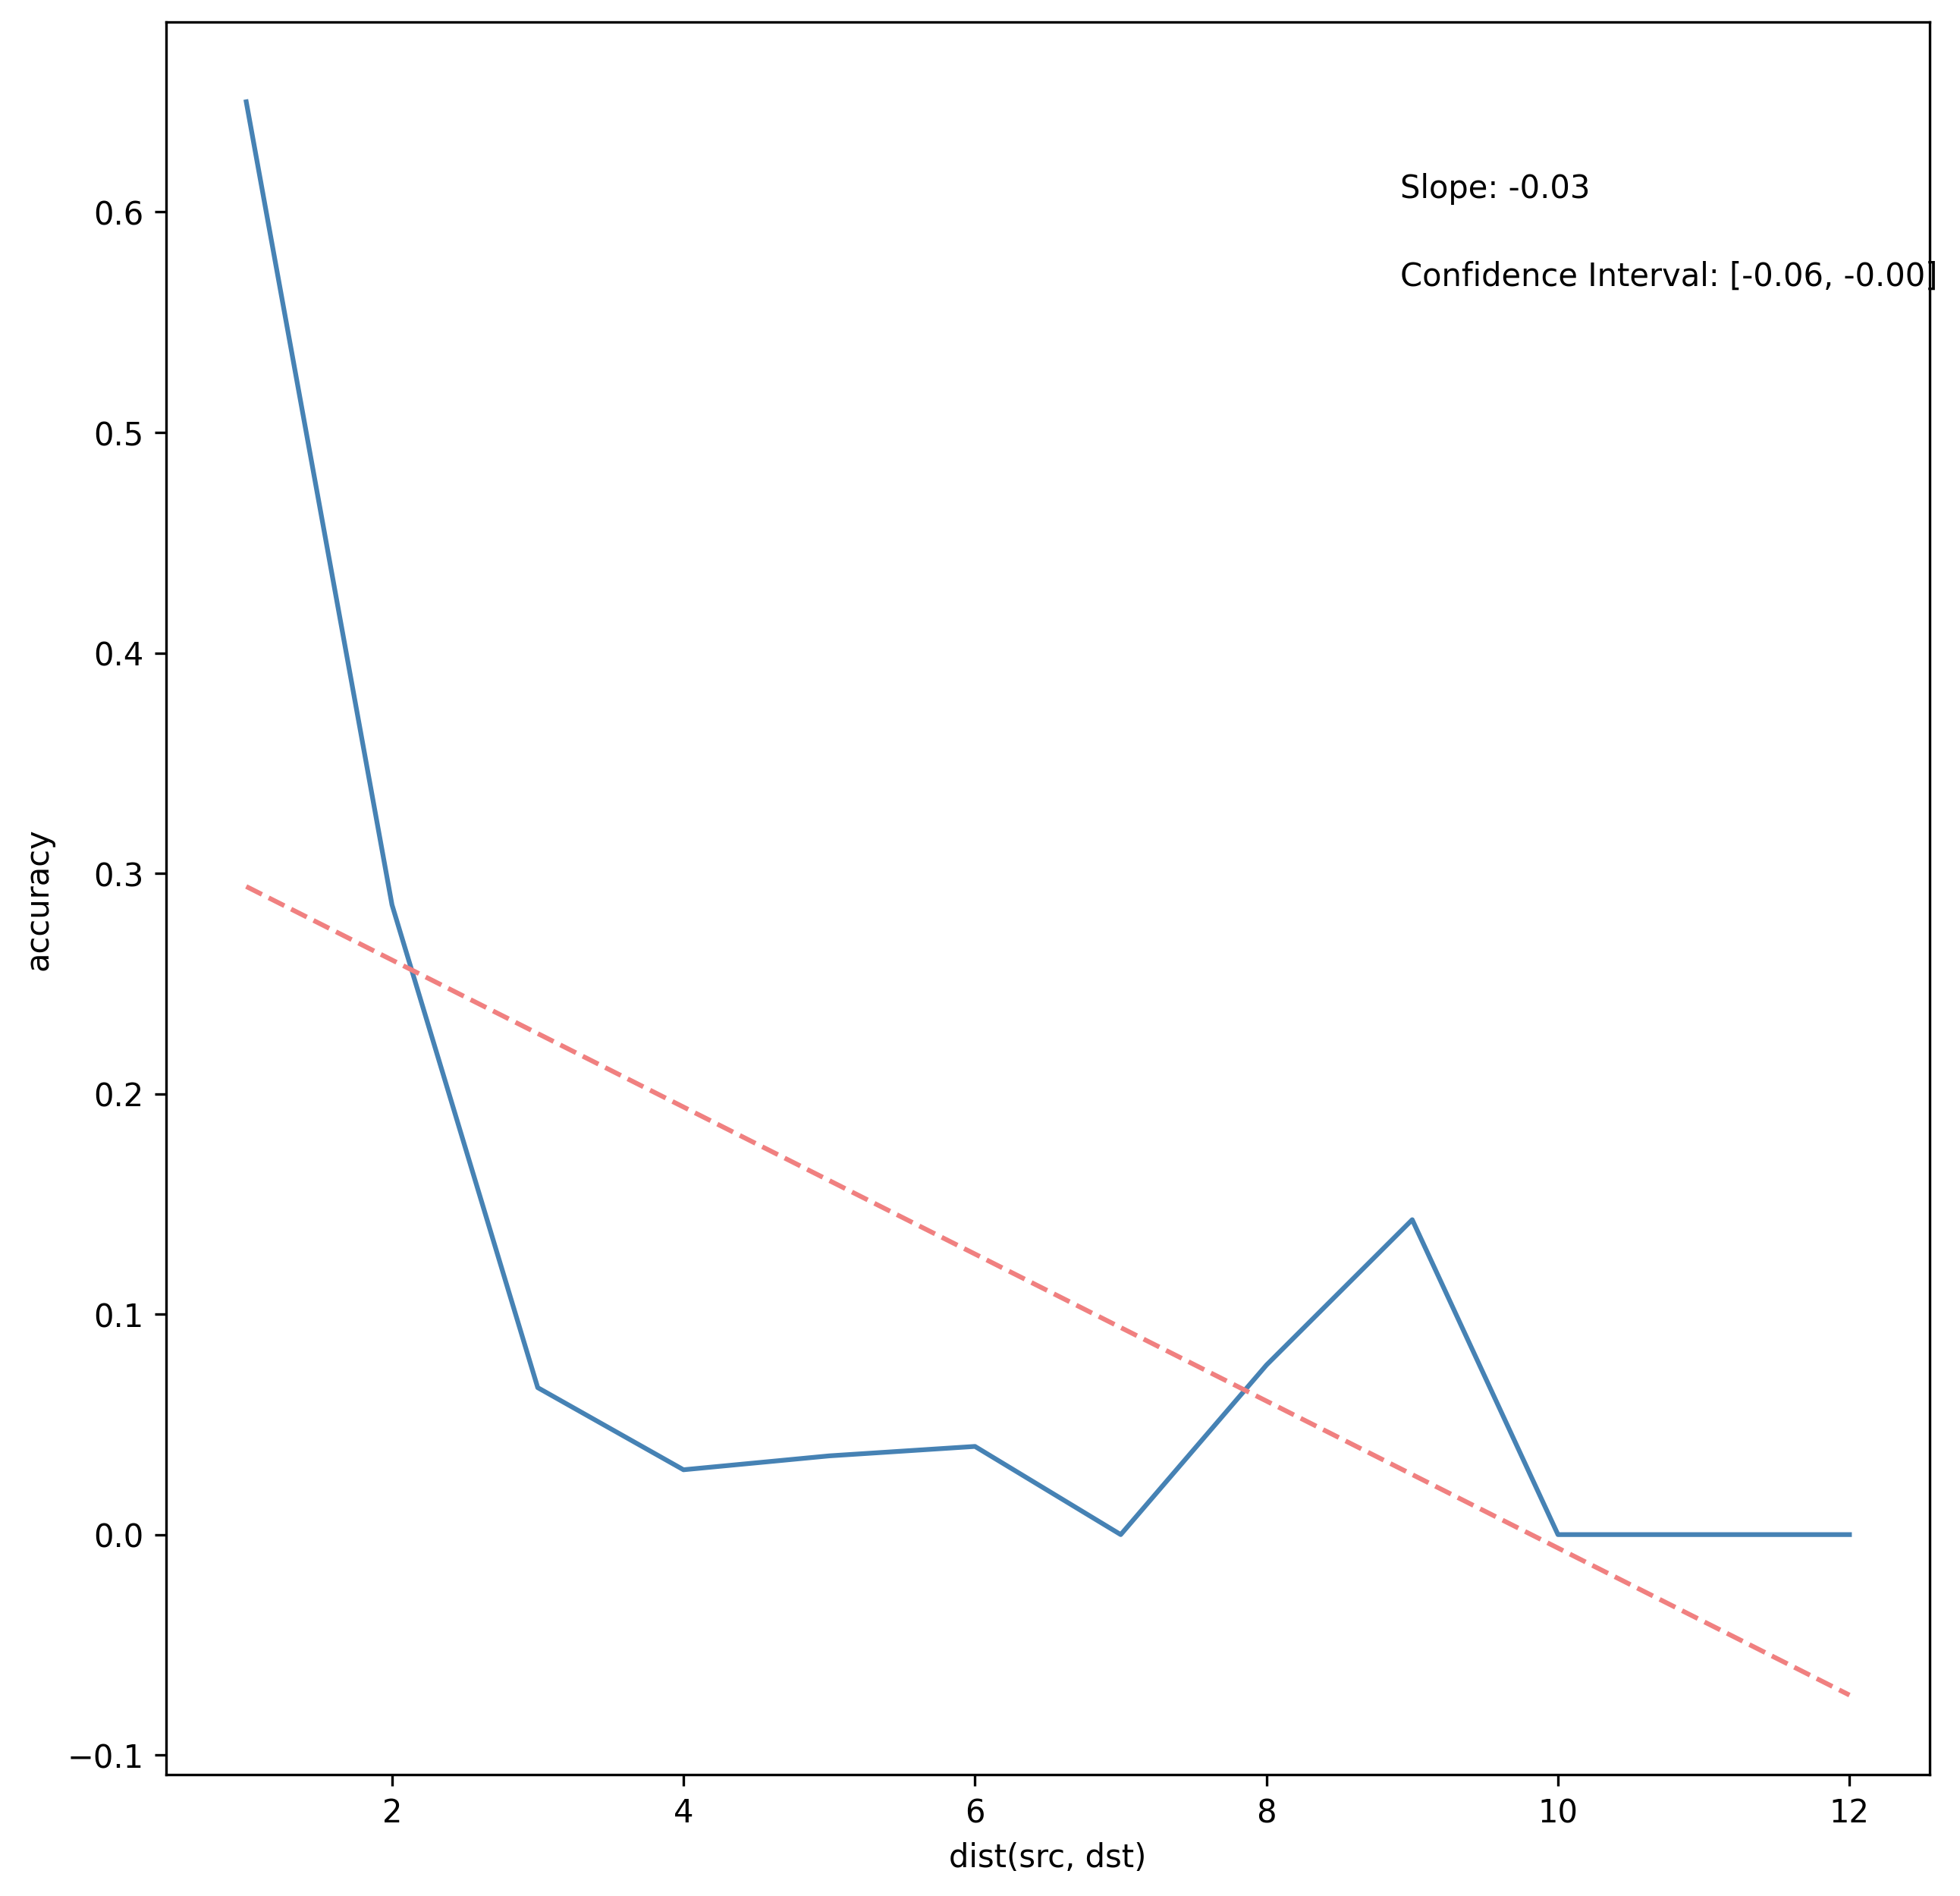 Slope: -0.03
Confidence Interval: [-0.06, -0.00]
0.6
0.5
0.4
0.3
0.2
0.1
0.0
−0.1
accuracy
2 4 6 8 10 12
dist(src, dst)